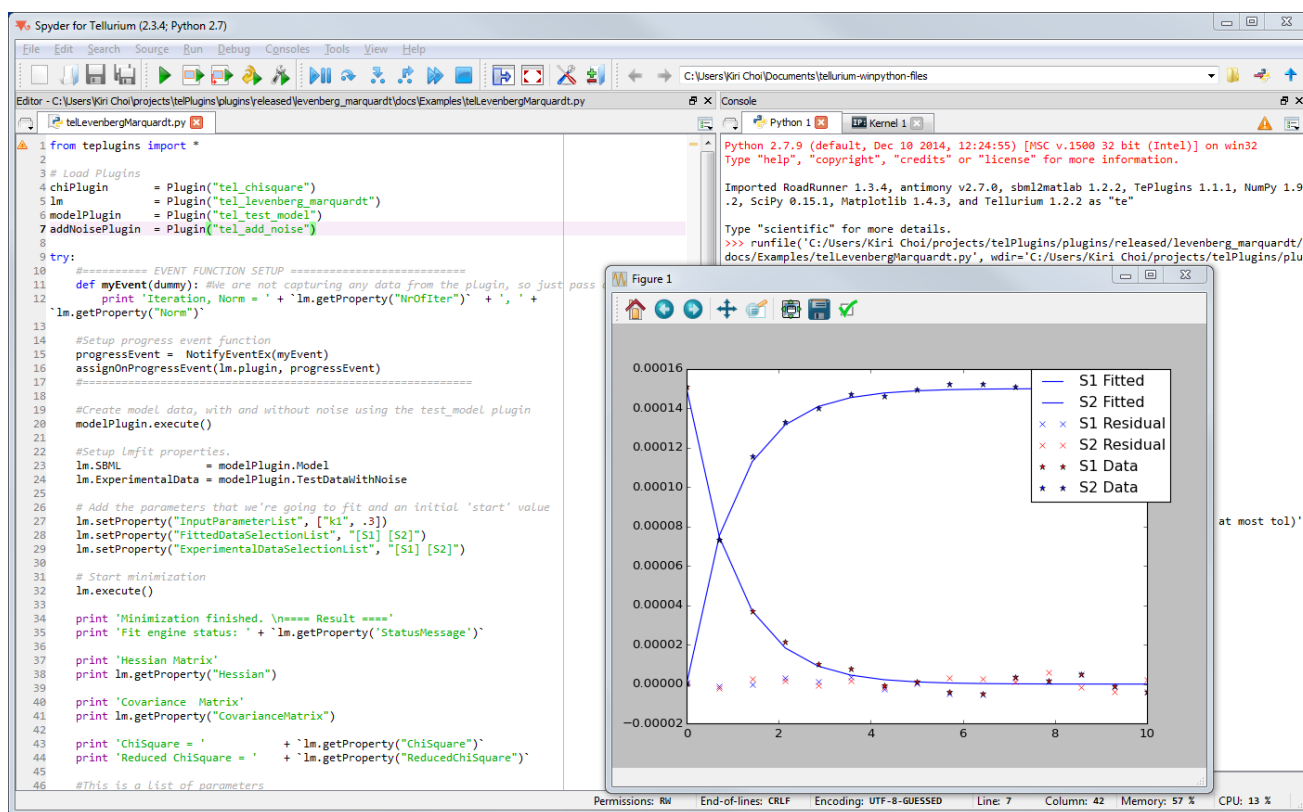 Spyder for Tellurium (2.3.4; Python 2.7)
File Edit Search Source Run Debug Consoles Tools View Help
C:\Users\Kiri Choi\Documents\tellurium-winpython-files
Editor - C:\Users\Kiri Choi\projects\telPlugins\plugins\released\levenberg_marquardt\docs\Examples\telLevenbergMarquardt.py
telLevenbergMarquardt.py
1 from teplugins import *
2
3 # Load Plugins
4 chiPlugin = Plugin("tel_chisquare")
5 lm = Plugin("tel_levenberg_marquardt")
6 modelPlugin = Plugin("tel_test_model")
7 addNoisePlugin = Plugin("tel_add_noise")
8
9 try:
10 #========== EVENT FUNCTION SETUP ===========================
11 def myEvent(dummy): #We are not capturing any data from the plugin, so just pass
12 print 'Iteration, Norm = ' + `lm.getProperty("NrOfIter")` + ', ' +
`lm.getProperty("Norm")`
13
14 #Setup progress event function
15 progressEvent = NotifyEventEx(myEvent)
16 assignOnProgressEvent(lm.plugin, progressEvent)
17 #============================================================
18
19 #Create model data, with and without noise using the test_model plugin
20 modelPlugin.execute()
21
22 #Setup lmfit properties.
23 lm.SBML = modelPlugin.Model
24 lm.ExperimentalData = modelPlugin.TestDataWithNoise
25
26 # Add the parameters that we're going to fit and an initial 'start' value
27 lm.setProperty("InputParameterList", ["k1", .3])
28 lm.setProperty("FittedDataSelectionList", "[S1] [S2]")
29 lm.setProperty("ExperimentalDataSelectionList", "[S1] [S2]")
30
31 # Start minimization
32 lm.execute()
33
34 print 'Minimization finished. \n==== Result ===='
35 print 'Fit engine status: ' + `lm.getProperty('StatusMessage')`
36
37 print 'Hessian Matrix'
38 print lm.getProperty("Hessian")
39
40 print 'Covariance Matrix'
41 print lm.getProperty("CovarianceMatrix")
42
43 print 'ChiSquare = ' + `lm.getProperty("ChiSquare")`
44 print 'Reduced ChiSquare = ' + `lm.getProperty("ReducedChiSquare")`
45
46 #This is a list of parameters
Console
Python 1
IP: Kernel 1
Python 2.7.9 (default, Dec 10 2014, 12:24:55) [MSC v.1500 32 bit (Intel)] on win32
Type "help", "copyright", "credits" or "license" for more information.
Imported RoadRunner 1.3.4, antimony v2.7.0, sbml2matlab 1.2.2, TePlugins 1.1.1, NumPy 1.9
.2, SciPy 0.15.1, Matplotlib 1.4.3, and Tellurium 1.2.2 as "te"
Type "scientific" for more details.
>>> runfile('C:/Users/Kiri Choi/projects/telPlugins/plugins/released/levenberg_marquardt/
docs/Examples/telLevenbergMarquardt.py', wdir='C:/Users/Kiri Choi/projects/telPlugins/plu
at most tol)'
Figure 1
0.00016
0.00014
0.00012
0.00010
0.00008
0.00006
0.00004
0.00002
0.00000
−0.00002
0 2 4 6 8 10
S1 Fitted
S2 Fitted
S1 Residual
S2 Residual
S1 Data
S2 Data
Permissions: RW End-of-lines: CRLF Encoding: UTF-8-GUESSED Line: 7 Column: 42 Memory: 57 % CPU: 13 %